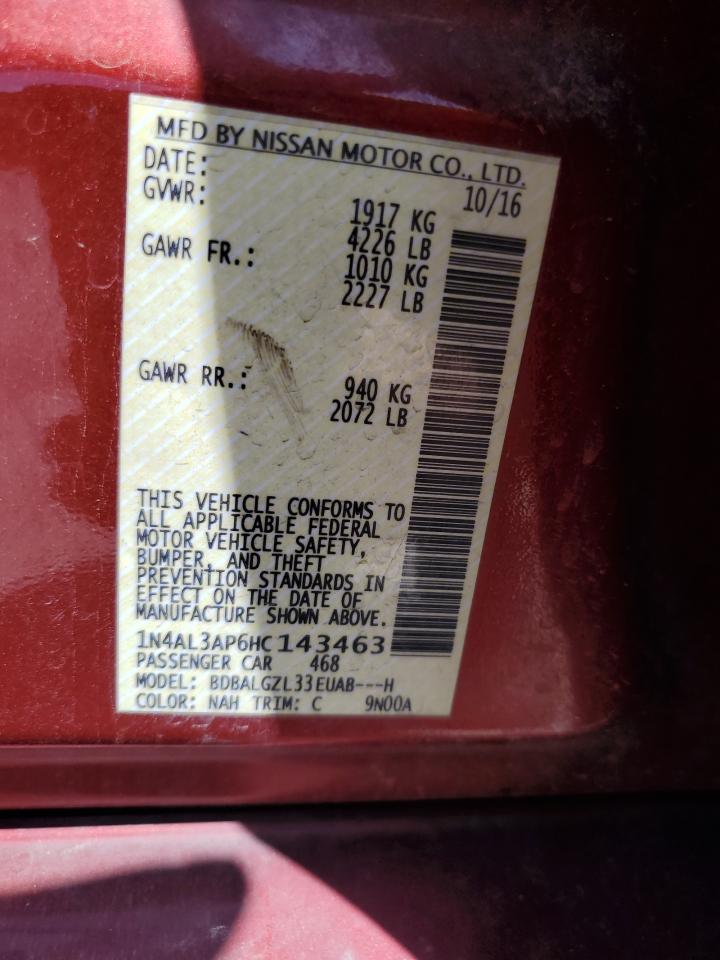 MFD BY NISSAN MOTOR CO., LTD.
DATE: 10/16
GVWR: 1917 KG
4226 LB
GAWR FR.: 1010 KG
2227 LB
GAWR RR.: 940 KG
2072 LB
THIS VEHICLE CONFORMS TO
ALL APPLICABLE FEDERAL
MOTOR VEHICLE SAFETY,
BUMPER, AND THEFT
PREVENTION STANDARDS IN
EFFECT ON THE DATE OF
MANUFACTURE SHOWN ABOVE.
1N4AL3AP6HC143463
PASSENGER CAR 468
MODEL: BDBALGZL33EUAB---H
COLOR: NAH TRIM: C 9N00A